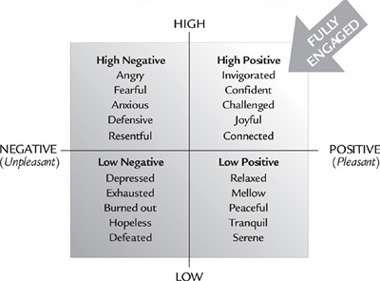 HIGH
FULLY
ENGAGED
High Negative
Angry
Fearful
Anxious
Defensive
Resentful
High Positive
Invigorated
Confident
Challenged
Joyful
Connected
NEGATIVE
(Unpleasant)
POSITIVE
(Pleasant)
Low Negative
Depressed
Exhausted
Burned out
Hopeless
Defeated
Low Positive
Relaxed
Mellow
Peaceful
Tranquil
Serene
LOW